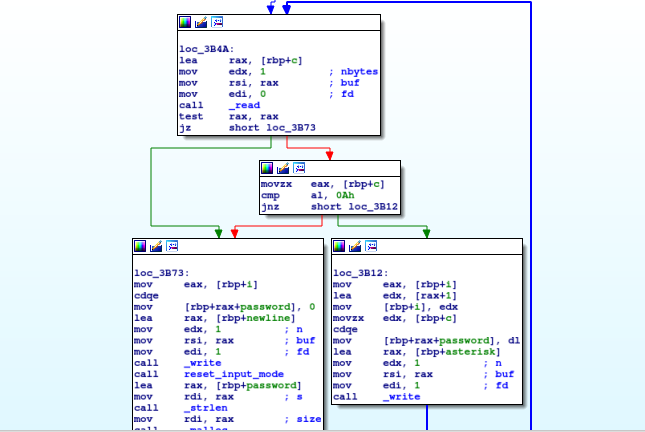 loc_3B4A:
lea rax, [rbp+c]
mov edx, 1 ; nbytes
mov rsi, rax ; buf
mov edi, 0 ; fd
call _read
test rax, rax
jz short loc_3B73
movzx eax, [rbp+c]
cmp al, 0Ah
jnz short loc_3B12
loc_3B73:
mov eax, [rbp+i]
cdqe
mov [rbp+rax+password], 0
lea rax, [rbp+newline]
mov edx, 1 ; n
mov rsi, rax ; buf
mov edi, 1 ; fd
call _write
call reset_input_mode
lea rax, [rbp+password]
mov rdi, rax ; s
call _strlen
mov rdi, rax ; size
call _malloc
loc_3B12:
mov eax, [rbp+i]
lea edx, [rax+1]
mov [rbp+i], edx
movzx edx, [rbp+c]
cdqe
mov [rbp+rax+password], dl
lea rax, [rbp+asterisk]
mov edx, 1 ; n
mov rsi, rax ; buf
mov edi, 1 ; fd
call _write